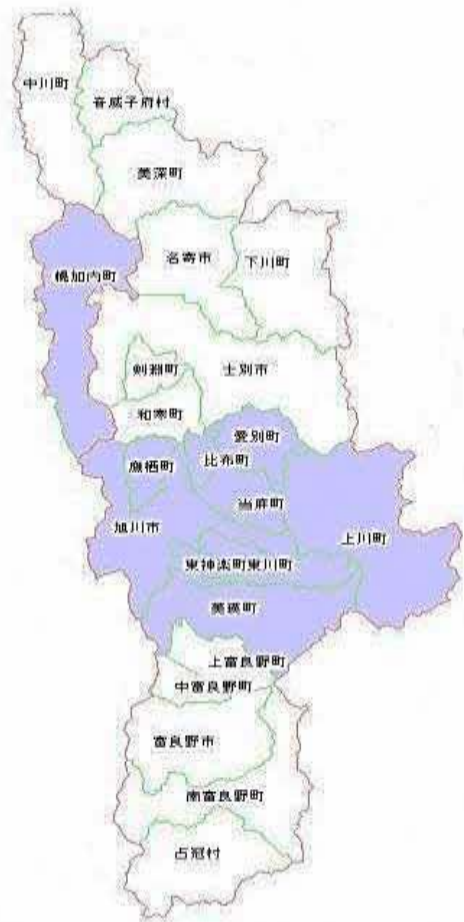 中川町
音威子府村
美深町
名寄市
下川町
幌加内町
剣淵町
士別市
和寒町
愛別町
鷹栖町
比布町
当麻町
旭川市
上川町
東神楽町東川町
美瑛町
上富良野町
中富良野町
富良野市
南富良野町
占冠村